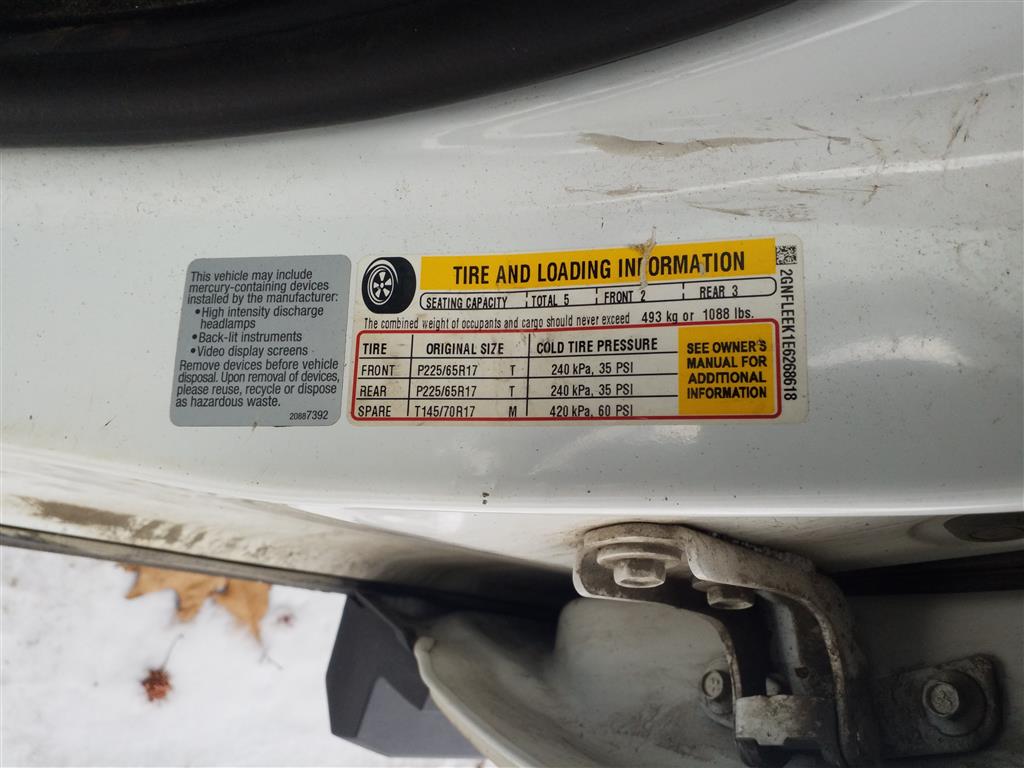 This vehicle may include
mercury-containing devices
installed by the manufacturer:
• High intensity discharge
headlamps
• Back-lit instruments
• Video display screens
Remove devices before vehicle
disposal. Upon removal of devices,
please reuse, recycle or dispose
as hazardous waste.
20887392
TIRE AND LOADING INFORMATION
SEATING CAPACITY TOTAL 5 FRONT 2 REAR 3
The combined weight of occupants and cargo should never exceed 493 kg or 1088 lbs.
TIRE ORIGINAL SIZE COLD TIRE PRESSURE
FRONT P225/65R17 T 240 kPa, 35 PSI
REAR P225/65R17 T 240 kPa, 35 PSI
SPARE T145/70R17 M 420 kPa, 60 PSI
SEE OWNER'S
MANUAL FOR
ADDITIONAL
INFORMATION
2GNFLEEK1E6268618